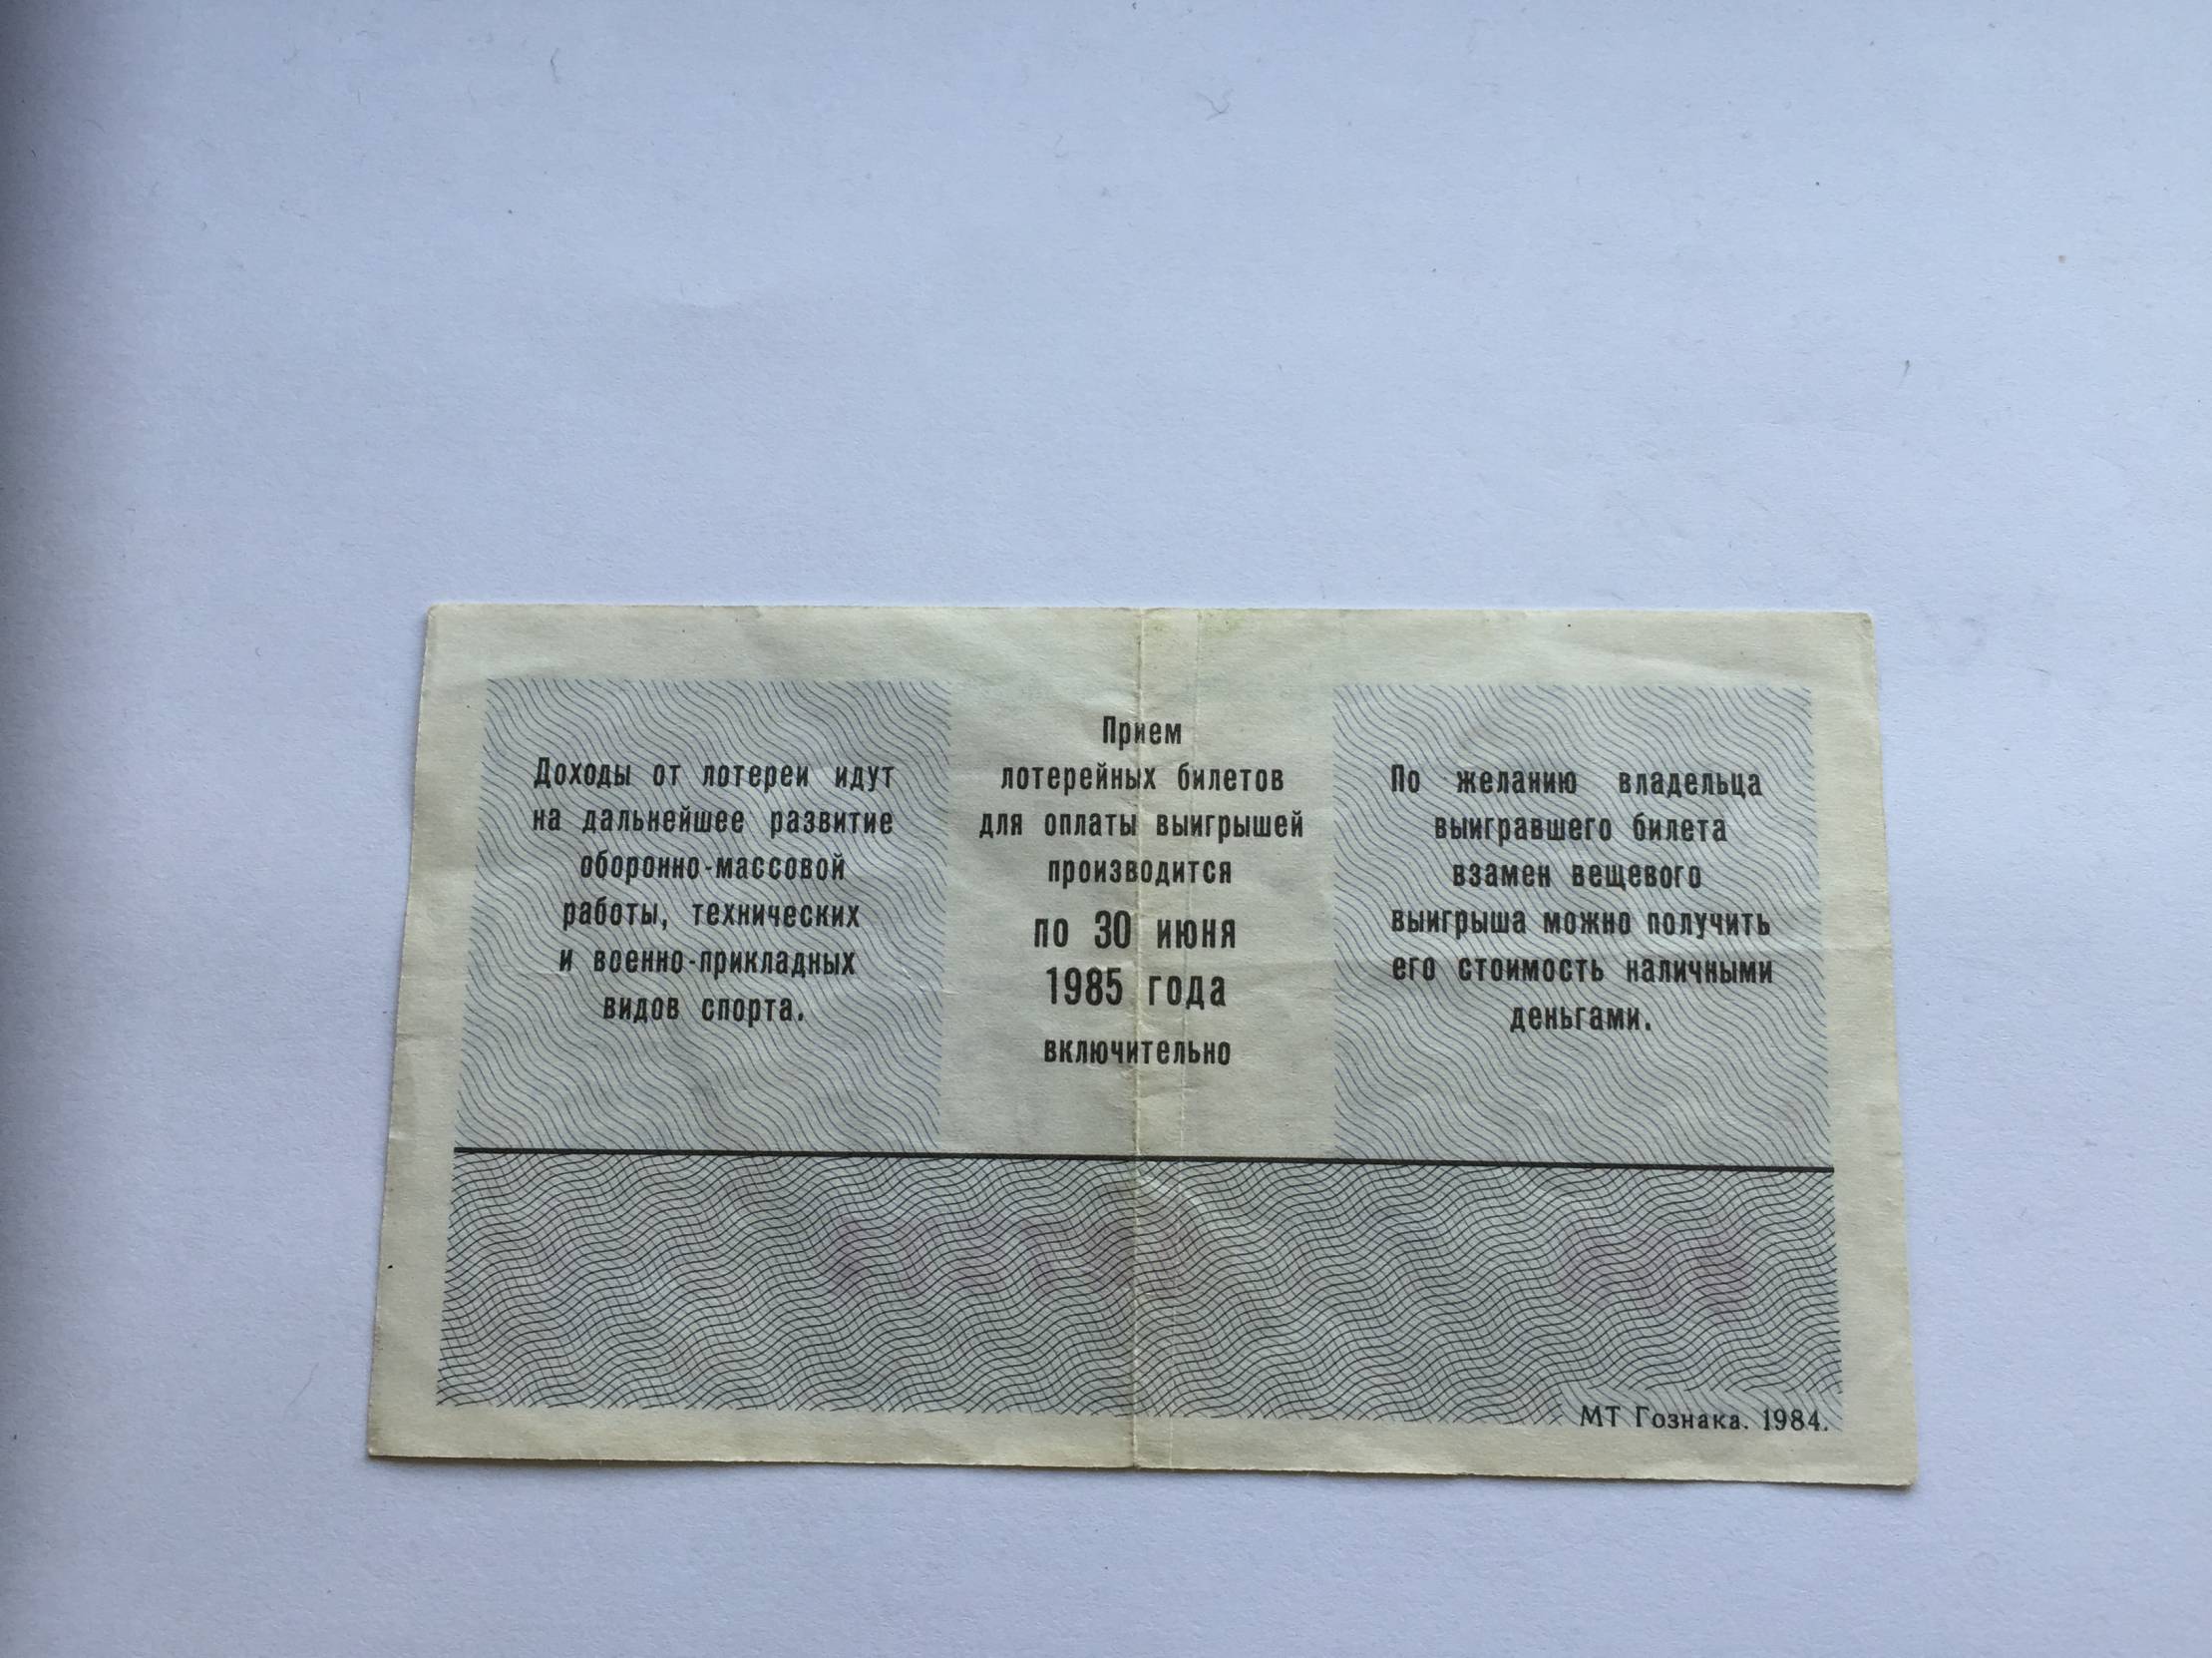 Доходы от лотереи идут
на дальнейшее развитие
оборонно-массовой
работы, технических
и военно-прикладных
видов спорта.
Прием
лотерейных билетов
для оплаты выигрышей
производится
по 30 июня
1985 года
включительно
По желанию владельца
выигравшего билета
взамен вещевого
выигрыша можно получить
его стоимость наличными
деньгами.
МТ Гознака. 1984.